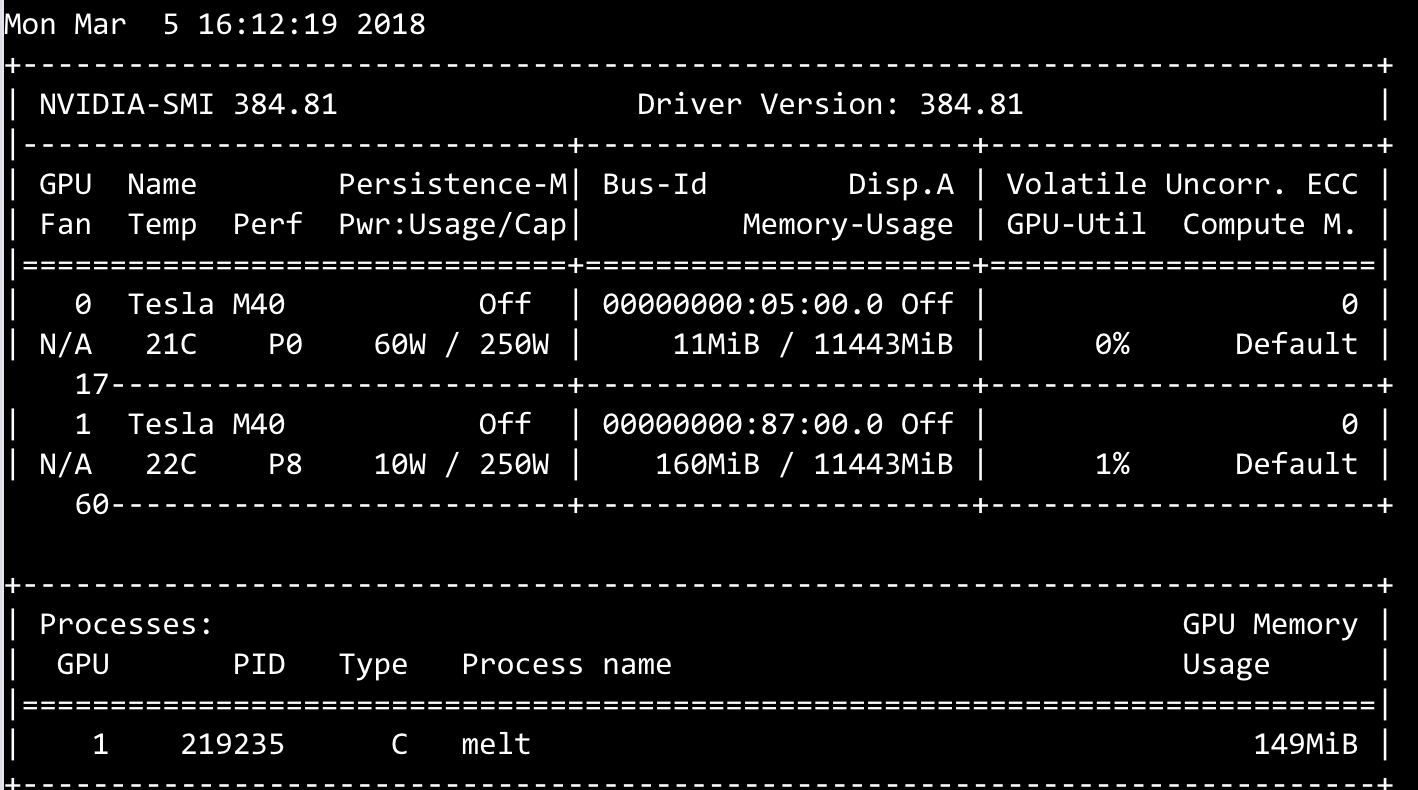 Mon Mar  5 16:12:19 2018
+-----------------------------------------------------------------------------+
| NVIDIA-SMI 384.81                 Driver Version: 384.81                    |
|-------------------------------+----------------------+----------------------+
| GPU  Name        Persistence-M| Bus-Id        Disp.A | Volatile Uncorr. ECC |
| Fan  Temp  Perf  Pwr:Usage/Cap|         Memory-Usage | GPU-Util  Compute M. |
|===============================+======================+======================|
|   0  Tesla M40           Off  | 00000000:05:00.0 Off |                    0 |
| N/A   21C    P0    60W / 250W |     11MiB / 11443MiB |      0%      Default |
    17--------------------------+----------------------+----------------------+
|   1  Tesla M40           Off  | 00000000:87:00.0 Off |                    0 |
| N/A   22C    P8    10W / 250W |    160MiB / 11443MiB |      1%      Default |
    60--------------------------+----------------------+----------------------+
+-----------------------------------------------------------------------------+
| Processes:                                                       GPU Memory |
|  GPU       PID   Type   Process name                             Usage      |
|=============================================================================|
|    1    219235      C   melt                                         149MiB |
+-----------------------------------------------------------------------------+